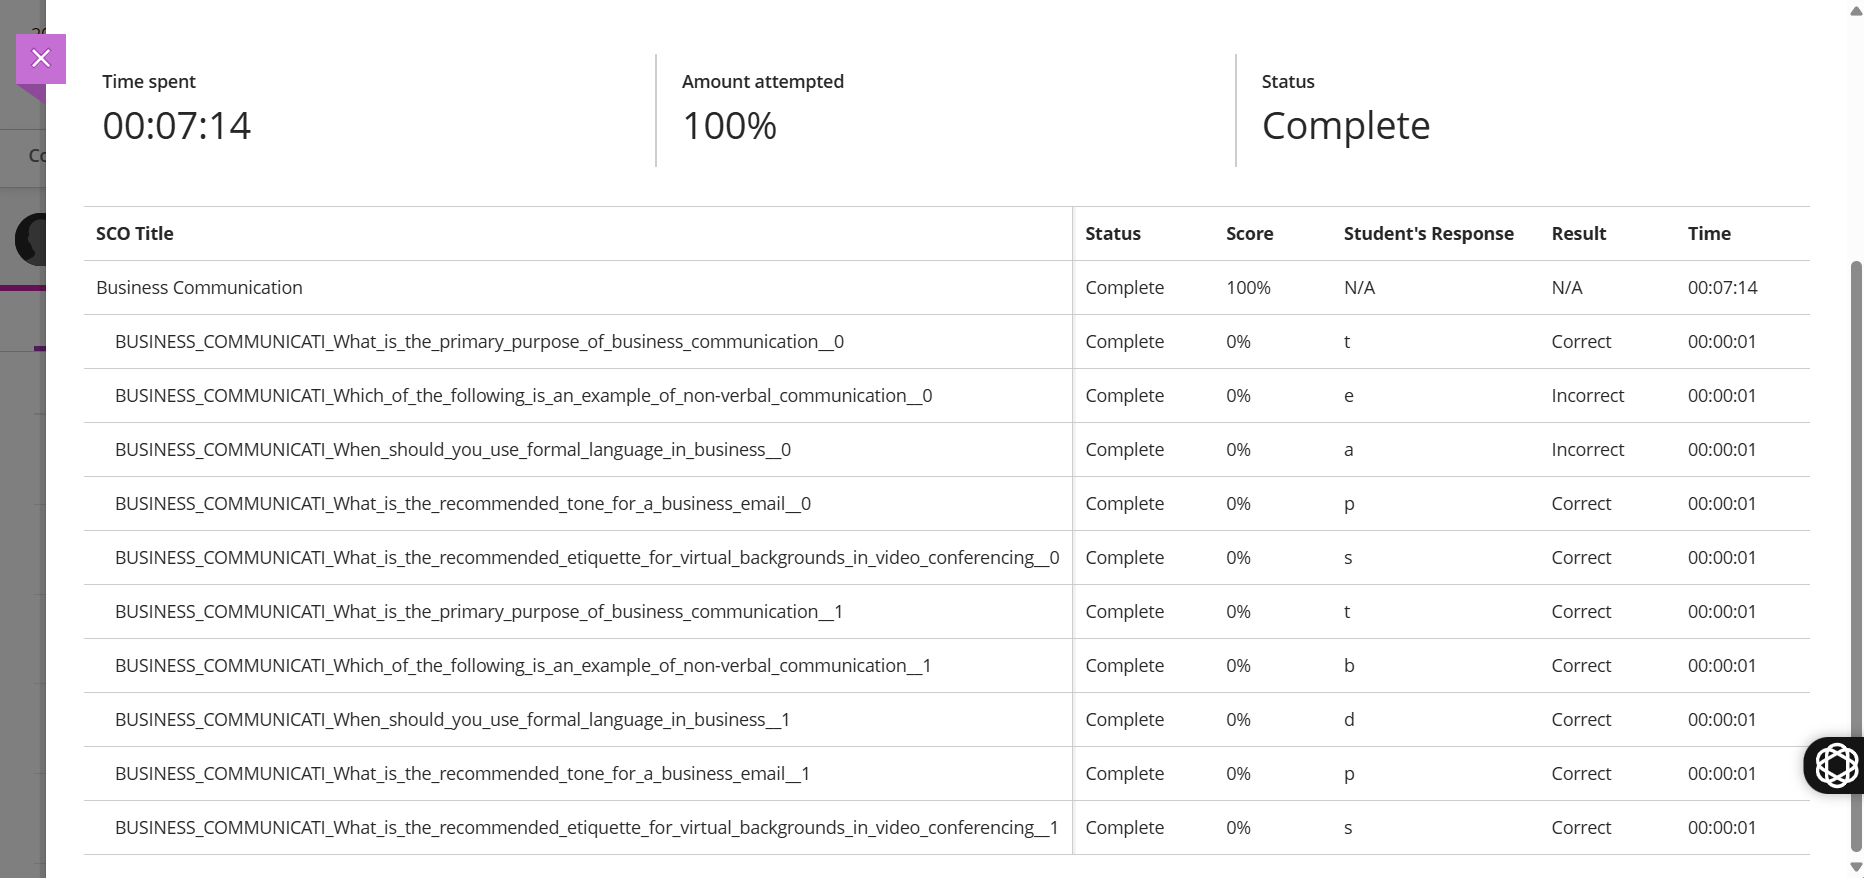 Time spent
00:07:14
Amount attempted
100%
Status
Complete
SCO Title Status Score Student's Response Result Time
Business Communication Complete 100% N/A N/A 00:07:14
BUSINESS_COMMUNICATI_What_is_the_primary_purpose_of_business_communication__0 Complete 0% t Correct 00:00:01
BUSINESS_COMMUNICATI_Which_of_the_following_is_an_example_of_non-verbal_communication__0 Complete 0% e Incorrect 00:00:01
BUSINESS_COMMUNICATI_When_should_you_use_formal_language_in_business__0 Complete 0% a Incorrect 00:00:01
BUSINESS_COMMUNICATI_What_is_the_recommended_tone_for_a_business_email__0 Complete 0% p Correct 00:00:01
BUSINESS_COMMUNICATI_What_is_the_recommended_etiquette_for_virtual_backgrounds_in_video_conferencing__0 Complete 0% s Correct 00:00:01
BUSINESS_COMMUNICATI_What_is_the_primary_purpose_of_business_communication__1 Complete 0% t Correct 00:00:01
BUSINESS_COMMUNICATI_Which_of_the_following_is_an_example_of_non-verbal_communication__1 Complete 0% b Correct 00:00:01
BUSINESS_COMMUNICATI_When_should_you_use_formal_language_in_business__1 Complete 0% d Correct 00:00:01
BUSINESS_COMMUNICATI_What_is_the_recommended_tone_for_a_business_email__1 Complete 0% p Correct 00:00:01
BUSINESS_COMMUNICATI_What_is_the_recommended_etiquette_for_virtual_backgrounds_in_video_conferencing__1 Complete 0% s Correct 00:00:01